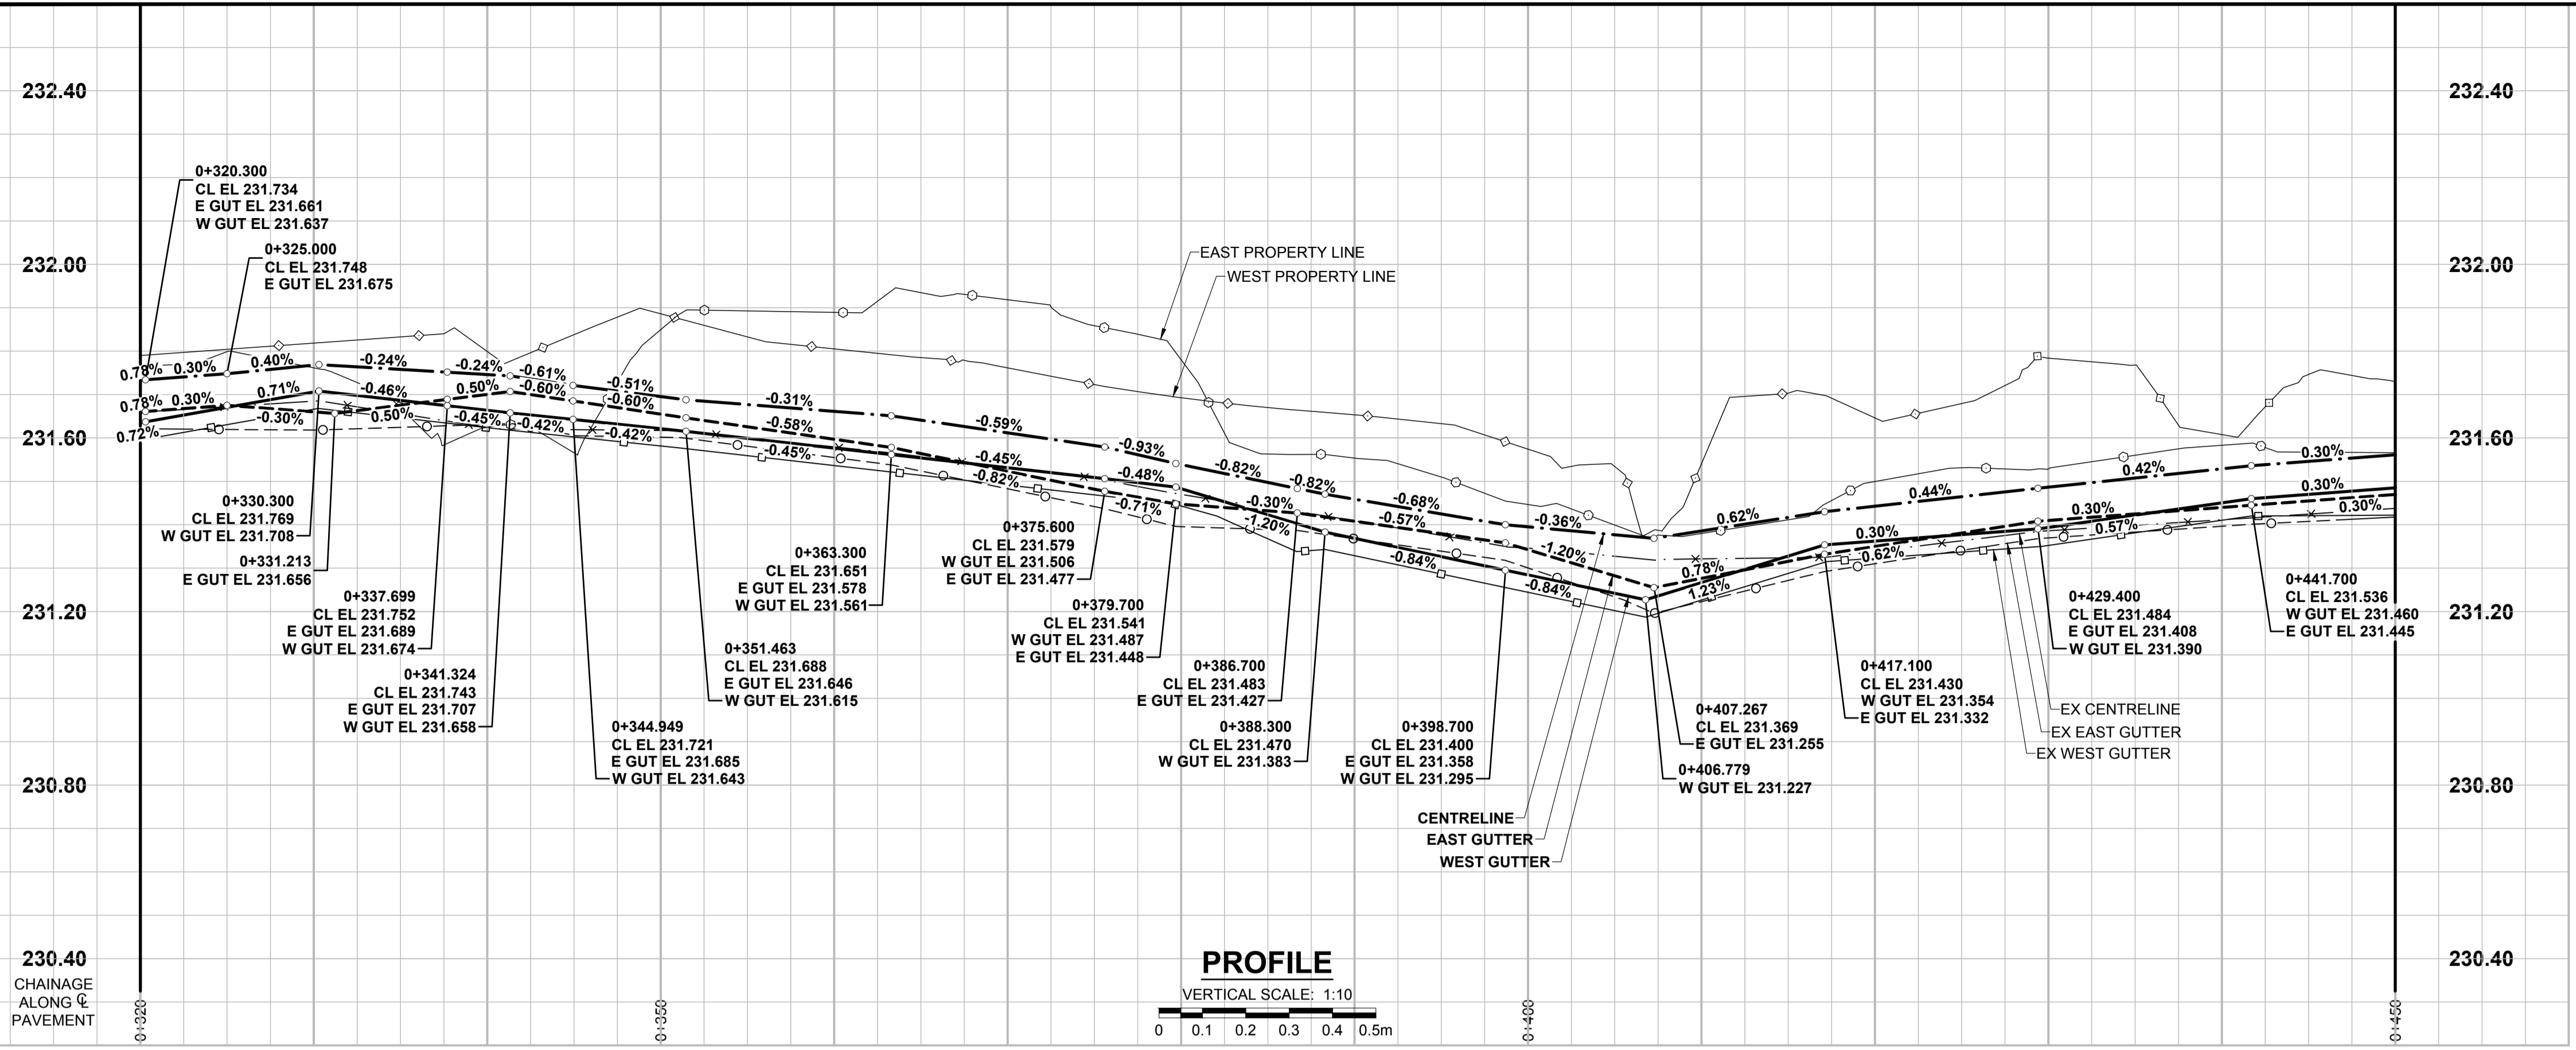 232.40
232.00
231.60
231.20
230.80
230.40
CHAINAGE
ALONG ℄
PAVEMENT
0+320
0+350
0+400
0+450
232.40
232.00
231.60
231.20
230.80
230.40
0+320.300
CL EL 231.734
E GUT EL 231.661
W GUT EL 231.637
0+325.000
CL EL 231.748
E GUT EL 231.675
0+330.300
CL EL 231.769
W GUT EL 231.708
0+331.213
E GUT EL 231.656
0+337.699
CL EL 231.752
E GUT EL 231.689
W GUT EL 231.674
0+341.324
CL EL 231.743
E GUT EL 231.707
W GUT EL 231.658
0+344.949
CL EL 231.721
E GUT EL 231.685
W GUT EL 231.643
0+351.463
CL EL 231.688
E GUT EL 231.646
W GUT EL 231.615
0+363.300
CL EL 231.651
E GUT EL 231.578
W GUT EL 231.561
0+375.600
CL EL 231.579
W GUT EL 231.506
E GUT EL 231.477
0+379.700
CL EL 231.541
W GUT EL 231.487
E GUT EL 231.448
0+386.700
CL EL 231.483
E GUT EL 231.427
0+388.300
CL EL 231.470
W GUT EL 231.383
0+398.700
CL EL 231.400
E GUT EL 231.358
W GUT EL 231.295
0+407.267
CL EL 231.369
E GUT EL 231.255
0+406.779
W GUT EL 231.227
0+417.100
CL EL 231.430
W GUT EL 231.354
E GUT EL 231.332
0+429.400
CL EL 231.484
E GUT EL 231.408
W GUT EL 231.390
0+441.700
CL EL 231.536
W GUT EL 231.460
E GUT EL 231.445
EAST PROPERTY LINE
WEST PROPERTY LINE
CENTRELINE
EAST GUTTER
WEST GUTTER
EX CENTRELINE
EX EAST GUTTER
EX WEST GUTTER
0.78%
0.30%
0.40%
-0.24%
-0.24%
-0.61%
-0.51%
-0.31%
-0.59%
-0.93%
-0.82%
-0.82%
-0.68%
-0.36%
0.62%
0.44%
0.42%
0.30%
0.78%
0.30%
-0.30%
0.50%
0.50%
-0.60%
-0.60%
-0.58%
-0.82%
-0.71%
-0.30%
-0.57%
-1.20%
0.78%
0.62%
0.30%
0.30%
0.72%
0.71%
-0.46%
-0.45%
-0.42%
-0.42%
-0.45%
-0.45%
-0.48%
-1.20%
-0.84%
-0.84%
1.23%
0.30%
0.57%
0.30%
PROFILE
VERTICAL SCALE: 1:10
0 0.1 0.2 0.3 0.4 0.5m